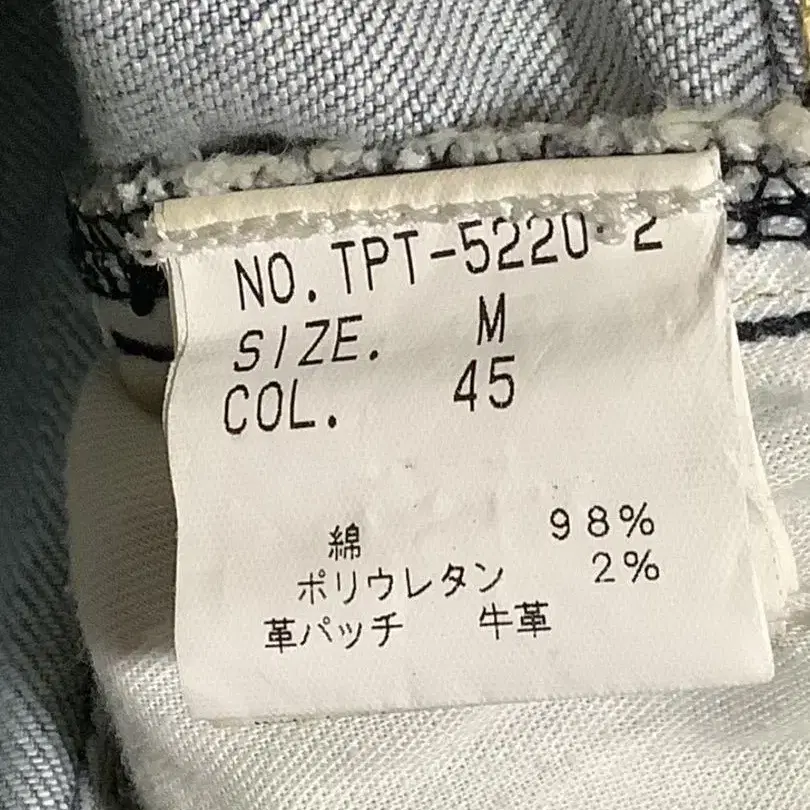 NO. TPT-5220-2
SIZE. M
COL. 45
綿 98%
ポリウレタン 2%
革パッチ 牛革